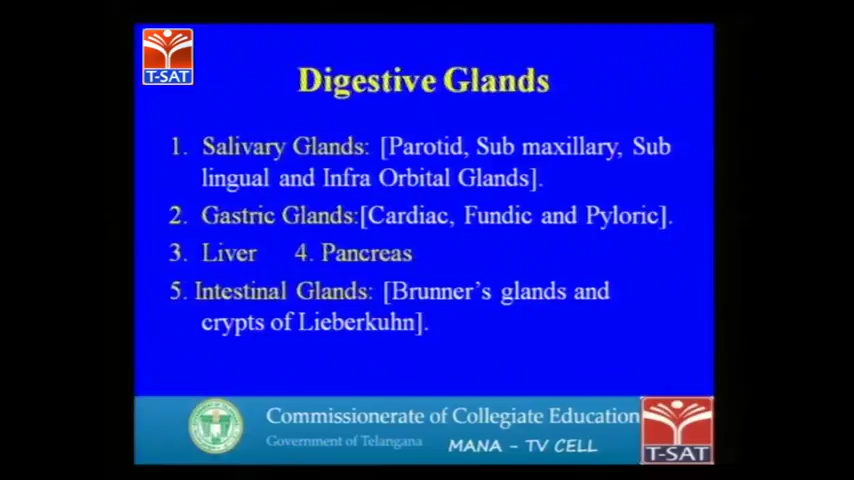 T-SAT
Digestive Glands
1. Salivary Glands: [Parotid, Sub maxillary, Sub
lingual and Infra Orbital Glands].
2. Gastric Glands:[Cardiac, Fundic and Pyloric].
3. Liver 4. Pancreas
5. Intestinal Glands: [Brunner's glands and
crypts of Lieberkuhn].
Commissionerate of Collegiate Education
Government of Telangana MANA - TV CELL
T-SAT